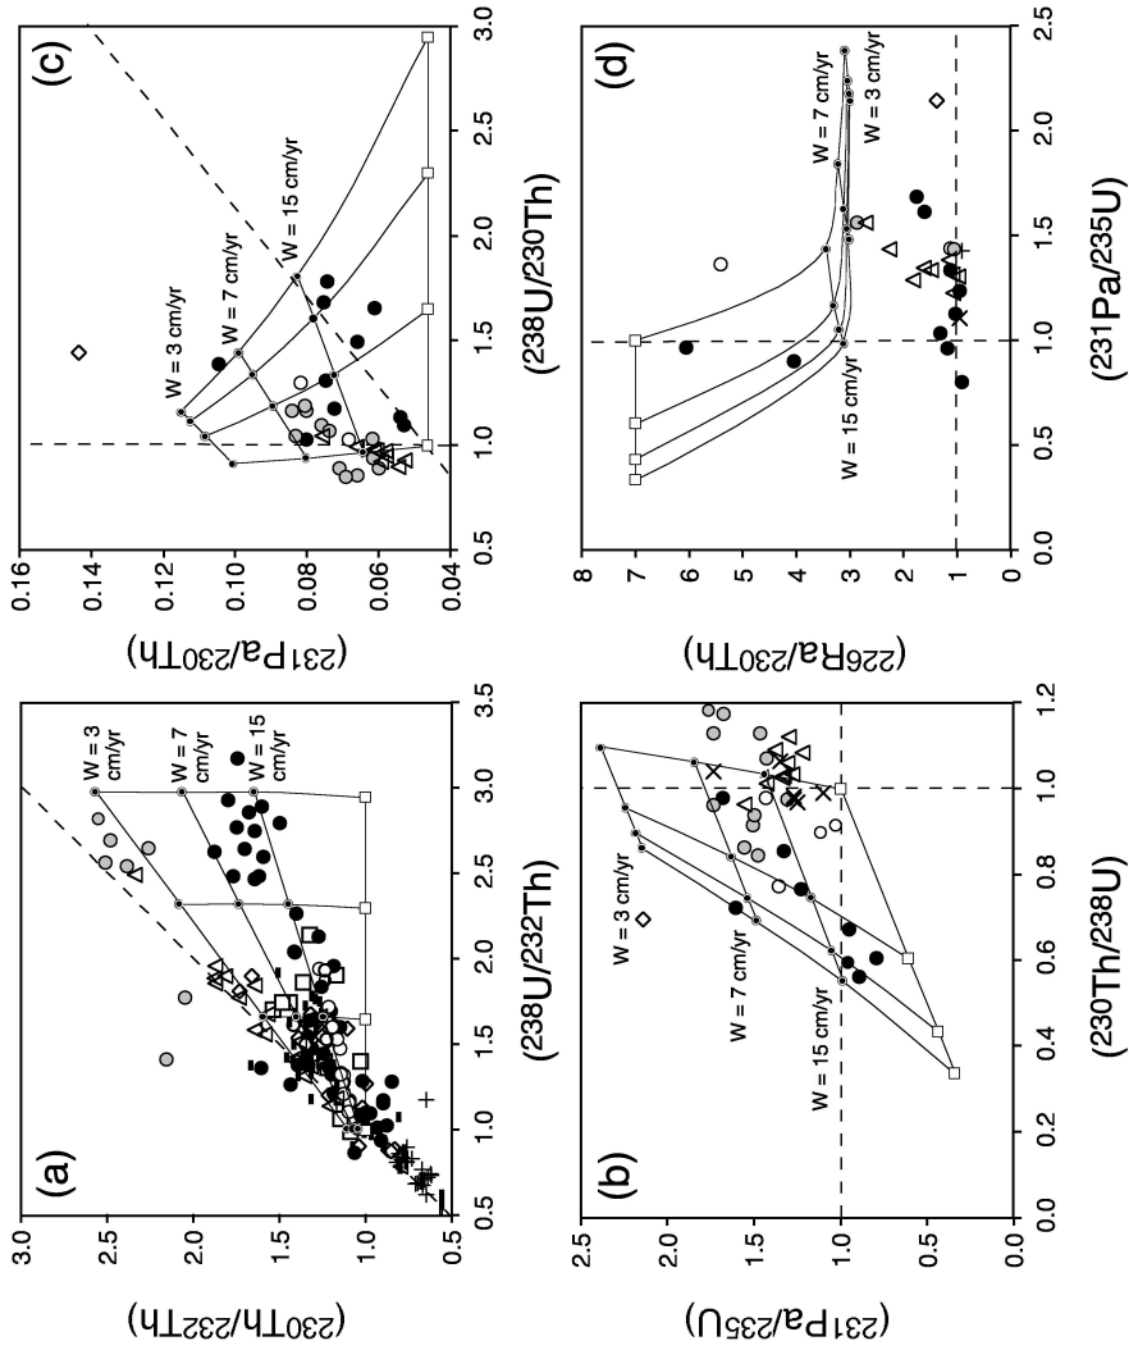 (a)
3.0
2.5
2.0
1.5
1.0
0.5
(230Th/232Th)
0.5
1.0
1.5
2.0
2.5
3.0
3.5
(238U/232Th)
W = 3
cm/yr
W = 7
cm/yr
W = 15
cm/yr
(c)
0.16
0.14
0.12
0.10
0.08
0.06
0.04
(231Pa/230Th)
0.5
1.0
1.5
2.0
2.5
3.0
(238U/230Th)
W = 3 cm/yr
W = 7 cm/yr
W = 15 cm/yr
(b)
2.5
2.0
1.5
1.0
0.5
0.0
(231Pa/235U)
0.0
0.2
0.4
0.6
0.8
1.0
1.2
(230Th/238U)
W = 3 cm/yr
W = 7 cm/yr
W = 15 cm/yr
(d)
8
7
6
5
4
3
2
1
0
(226Ra/230Th)
0.0
0.5
1.0
1.5
2.0
2.5
(231Pa/235U)
W = 7 cm/yr
W = 3 cm/yr
W = 15 cm/yr